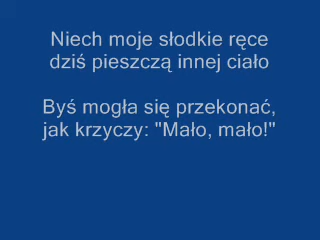 Niech moje słodkie ręce
dziś pieszczą innej ciało
Byś mogła się przekonać,
jak krzyczy: "Mało, mało!"